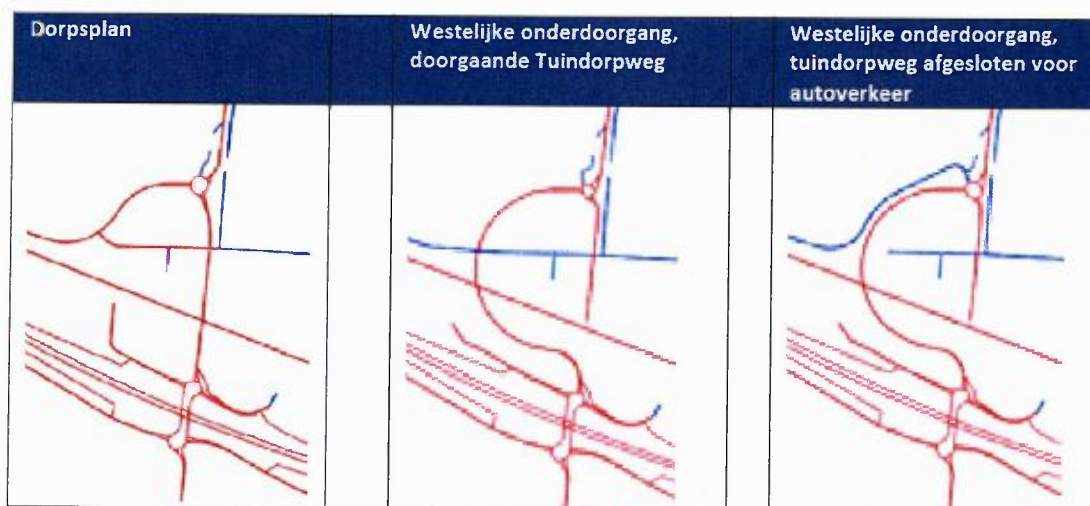 Dorpsplan
Westelijke onderdoorgang,
doorgaande Tuindorpweg
Westelijke onderdoorgang,
tuindorpweg afgesloten voor
autoverkeer